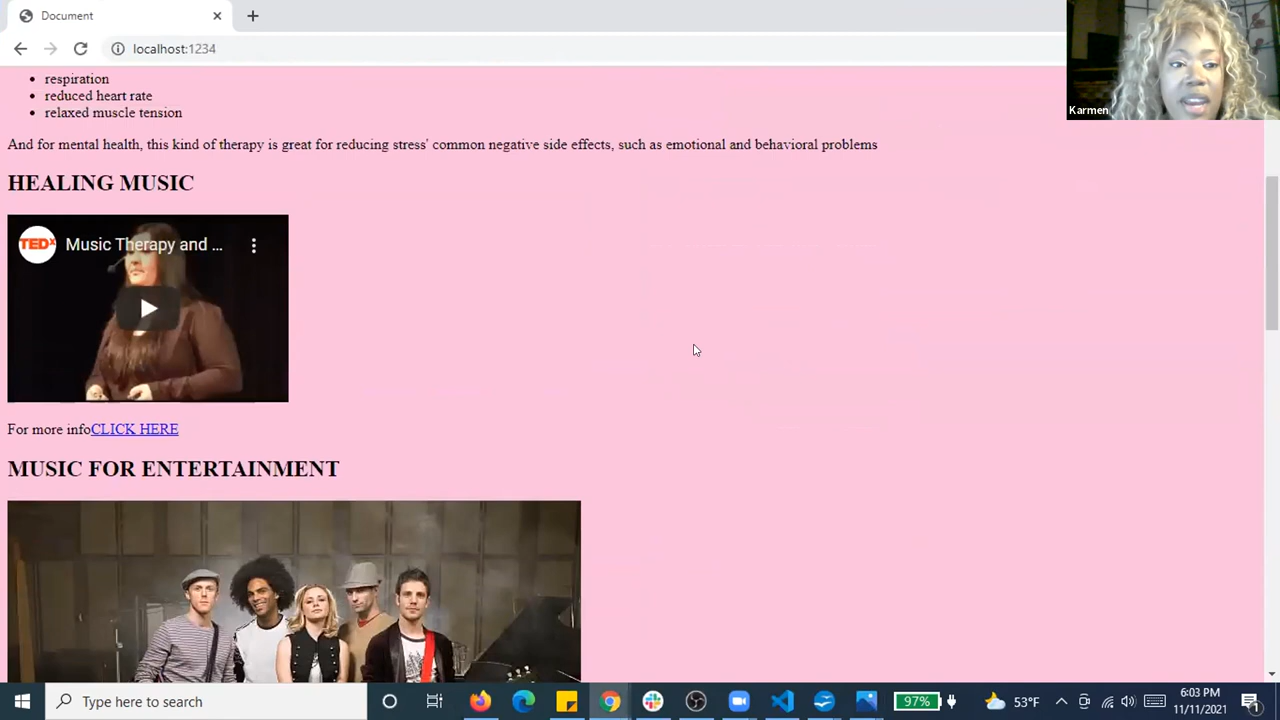 Document
localhost:1234
Karmen
respiration
reduced heart rate
relaxed muscle tension
And for mental health, this kind of therapy is great for reducing stress’ common negative side effects, such as emotional and behavioral problems
HEALING MUSIC
TEDx
Music Therapy and ...
For more infoCLICK HERE
MUSIC FOR ENTERTAINMENT
Type here to search
97%
53°F
6:03 PM
11/11/2021
1